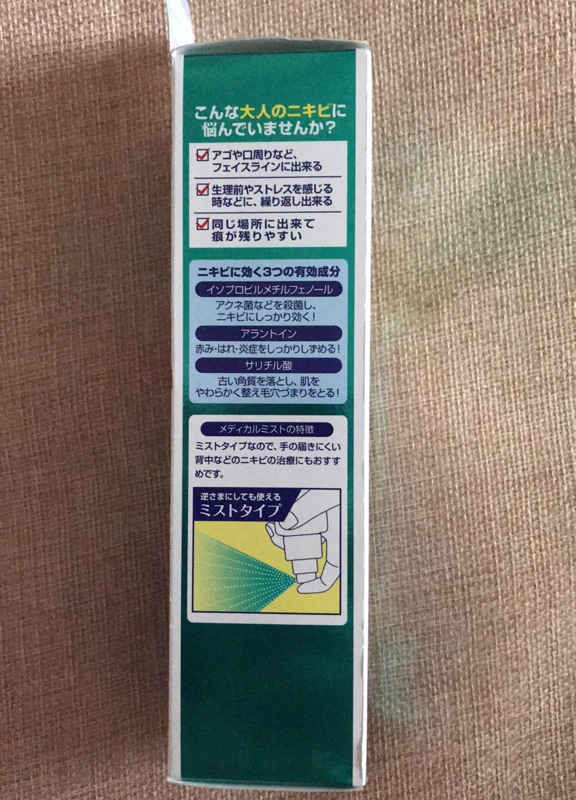 こんな大人のニキビに
悩んでいませんか？
アゴや口周りなど、
フェイスラインに出来る
生理前やストレスを感じる
時などに、繰り返し出来る
同じ場所に出来て
痕が残りやすい
ニキビに効く3つの有効成分
イソプロピルメチルフェノール
アクネ菌などを殺菌し、
ニキビにしっかり効く！
アラントイン
赤み・はれ・炎症をしっかりしずめる！
サリチル酸
古い角質を落とし、肌を
やわらかく整え毛穴づまりをとる！
メディカルミストの特徴
ミストタイプなので、手の届きにくい
背中などのニキビの治療にもおすす
めです。
逆さまにしても使える
ミストタイプ